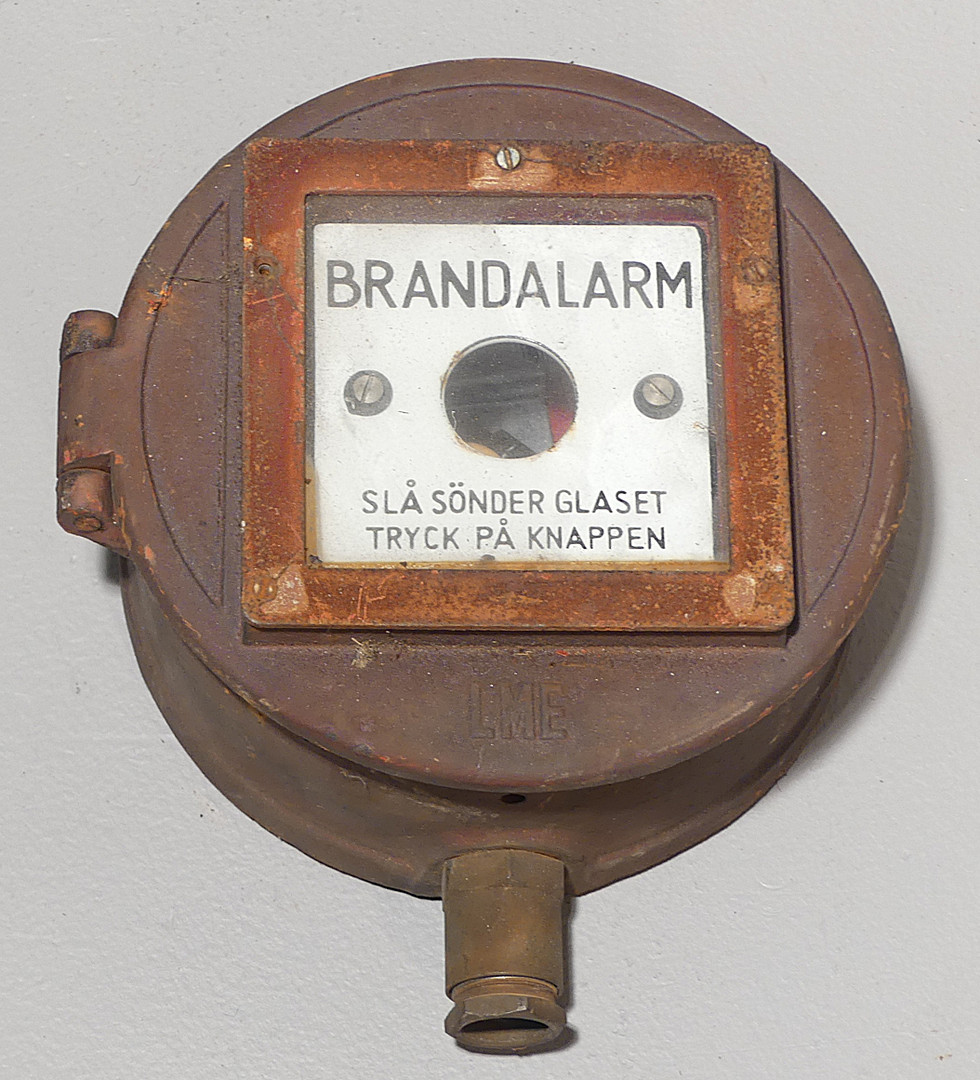 BRANDALARM
SLÅ SÖNDER GLASET
TRYCK PÅ KNAPPEN
LME